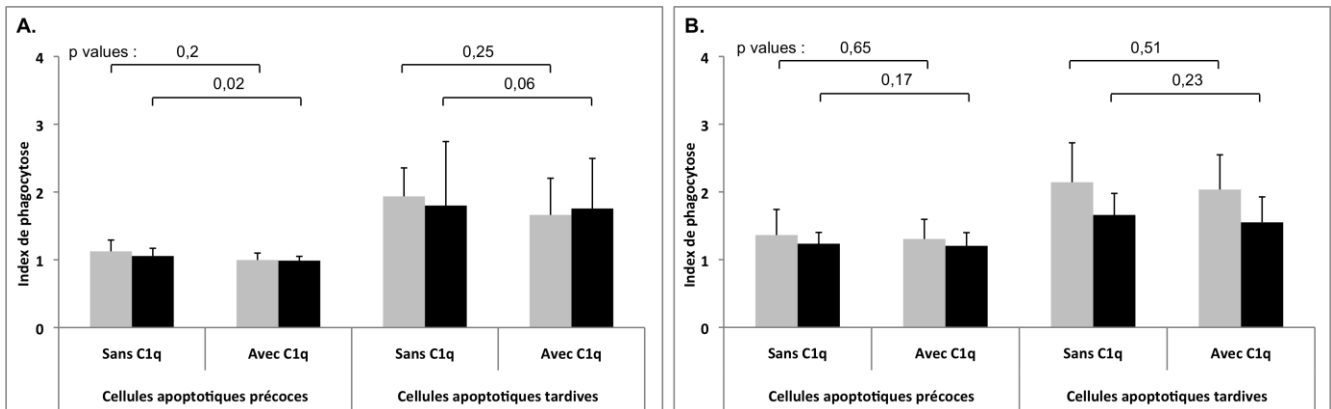 A.
p values : 0,2 0,25
0,02 0,06
4
3
2
1
0
Index de phagocytose
Sans C1q Avec C1q Sans C1q Avec C1q
Cellules apoptotiques précoces Cellules apoptotiques tardives
B.
p values : 0,65 0,51
0,17 0,23
4
3
2
1
0
Index de phagocytose
Sans C1q Avec C1q Sans C1q Avec C1q
Cellules apoptotiques précoces Cellules apoptotiques tardives